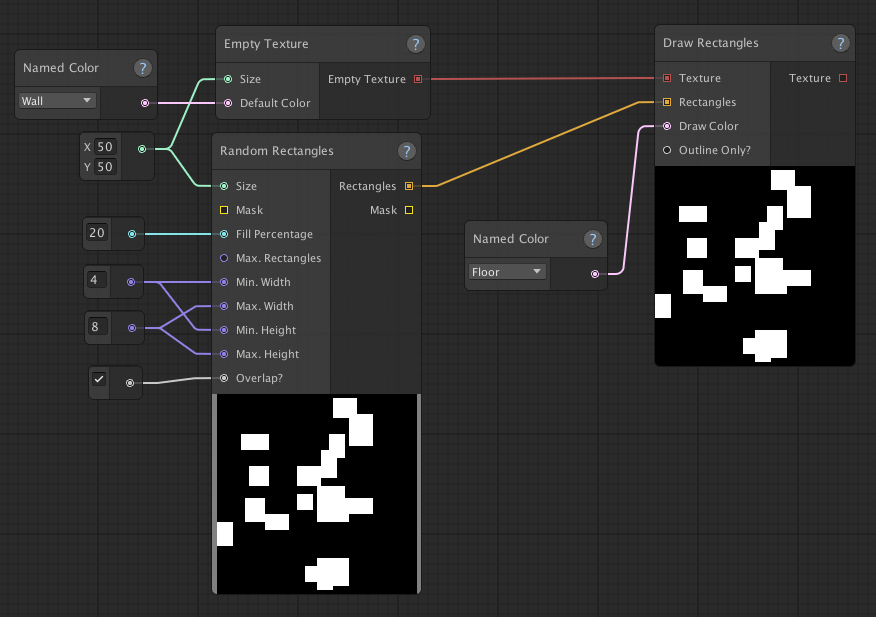 Named Color
?
Wall
X 50
Y 50
Empty Texture
?
Size
Empty Texture
Default Color
Random Rectangles
?
Size
Rectangles
Mask
Mask
Fill Percentage
Max. Rectangles
Min. Width
Max. Width
Min. Height
Max. Height
Overlap?
20
4
8
Named Color
?
Floor
Draw Rectangles
?
Texture
Texture
Rectangles
Draw Color
Outline Only?